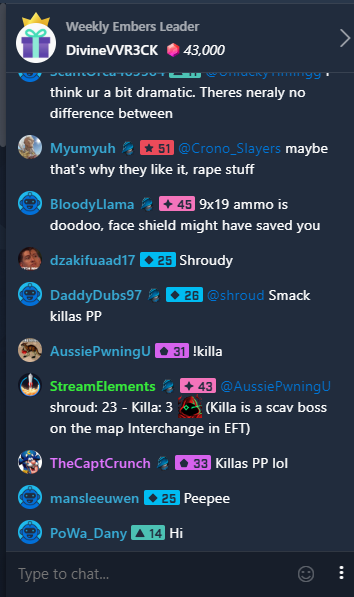 Weekly Embers Leader
DivineVVR3CK 43,000
11 I
think ur a bit dramatic. Theres neraly no
difference between
Myumyuh 51 @Crono_Slayers maybe
that's why they like it, rape stuff
BloodyLlama 45 9x19 ammo is
doodoo, face shield might have saved you
dzakifuaad17 25 Shroudy
DaddyDubs97 26 @shroud Smack
killas PP
AussiePwningU 31 !killa
StreamElements 43 @AussiePwningU
shroud: 23 - Killa: 3 (Killa is a scav boss
on the map Interchange in EFT)
TheCaptCrunch 33 Killas PP lol
mansleeuwen 25 Peepee
PoWa_Dany 14 Hi
Type to chat...